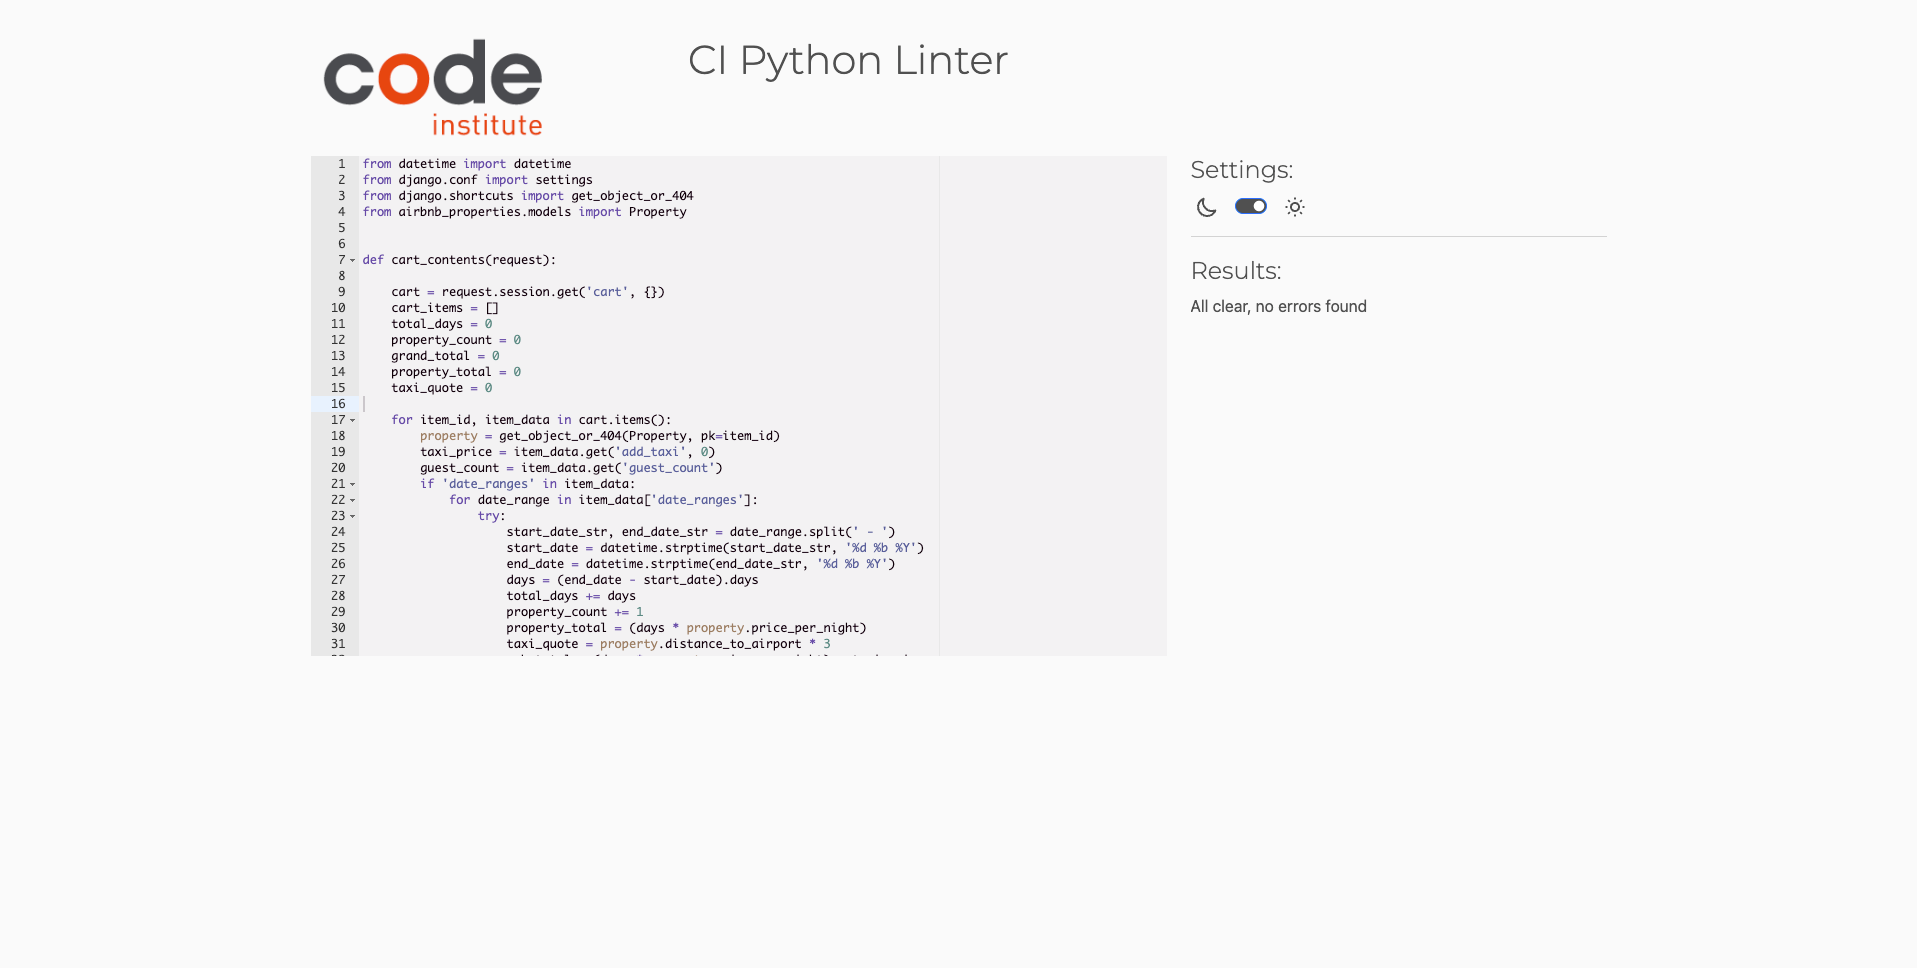 code
institute
CI Python Linter
1 from datetime import datetime
2 from django.conf import settings
3 from django.shortcuts import get_object_or_404
4 from airbnb_properties.models import Property
5
6
7 def cart_contents(request):
8
9     cart = request.session.get('cart', {})
10     cart_items = []
11     total_days = 0
12     property_count = 0
13     grand_total = 0
14     property_total = 0
15     taxi_quote = 0
16
17     for item_id, item_data in cart.items():
18         property = get_object_or_404(Property, pk=item_id)
19         taxi_price = item_data.get('add_taxi', 0)
20         guest_count = item_data.get('guest_count')
21         if 'date_ranges' in item_data:
22             for date_range in item_data['date_ranges']:
23                 try:
24                     start_date_str, end_date_str = date_range.split(' - ')
25                     start_date = datetime.strptime(start_date_str, '%d %b %Y')
26                     end_date = datetime.strptime(end_date_str, '%d %b %Y')
27                     days = (end_date - start_date).days
28                     total_days += days
29                     property_count += 1
30                     property_total = (days * property.price_per_night)
31                     taxi_quote = property.distance_to_airport * 3
Settings:
Results:
All clear, no errors found